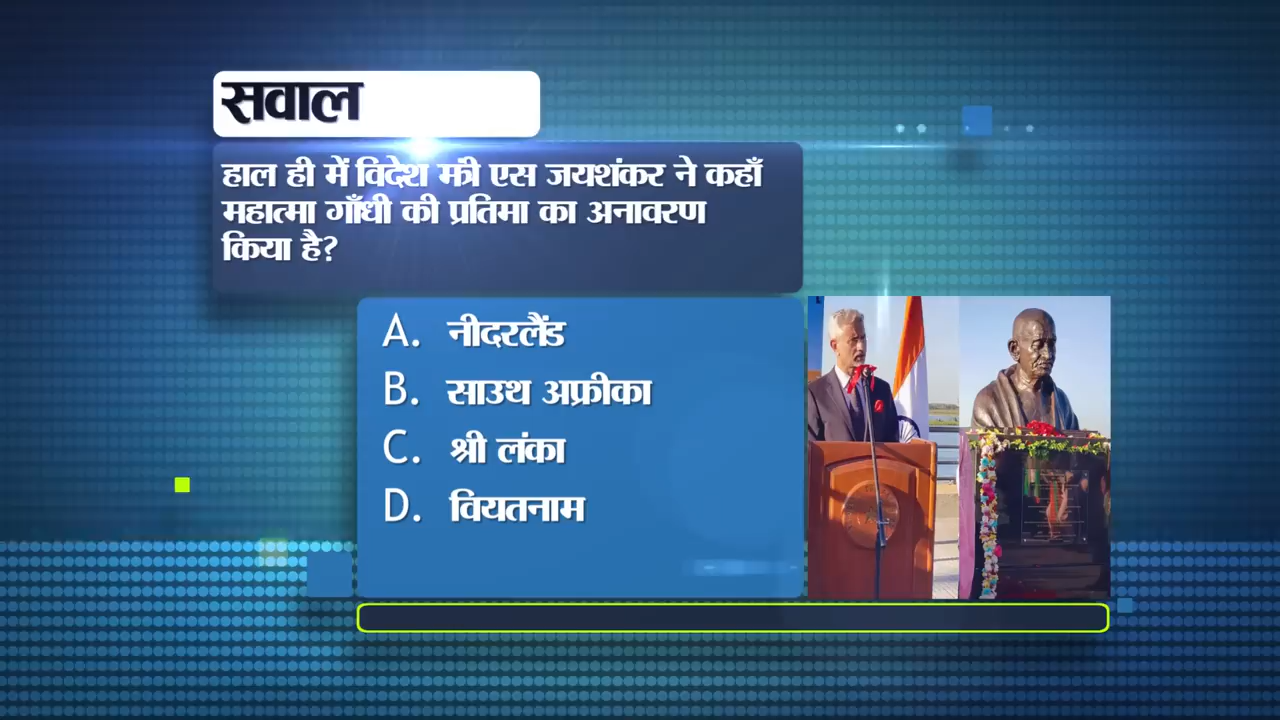 सवाल
हाल ही में विदेश मंत्री एस जयशंकर ने कहाँ
महात्मा गाँधी की प्रतिमा का अनावरण
किया है?
A. नीदरलैंड
B. साउथ अफ्रीका
C. श्री लंका
D. वियतनाम